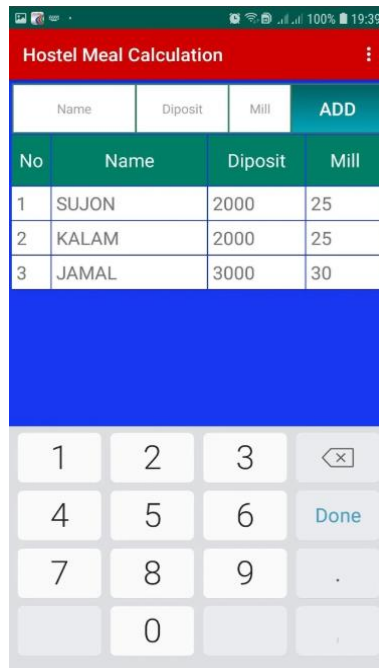 100% 19:39
Hostel Meal Calculation
Name Diposit Mill ADD
No Name Diposit Mill
1 SUJON 2000 25
2 KALAM 2000 25
3 JAMAL 3000 30
1 2 3
4 5 6 Done
7 8 9 .
0 ,